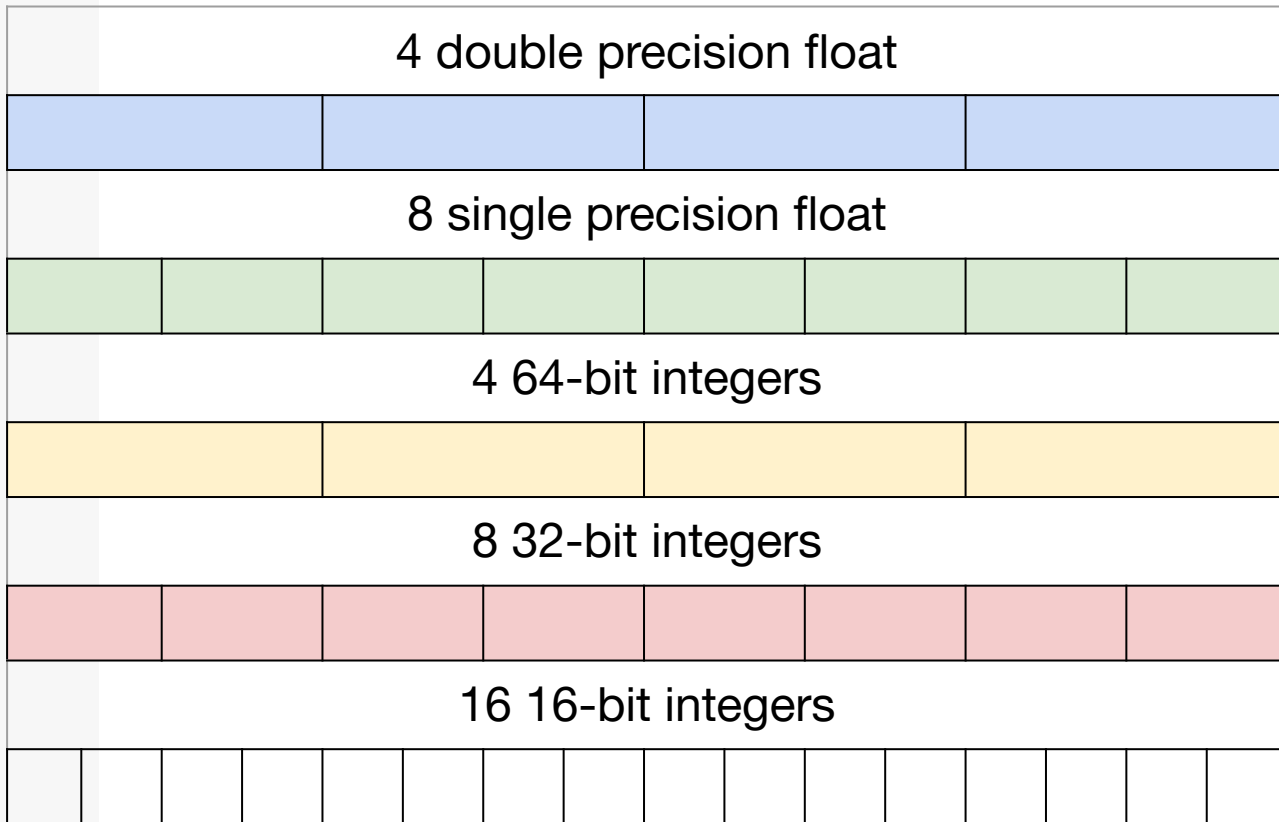 4 double precision float
8 single precision float
4 64-bit integers
8 32-bit integers
16 16-bit integers